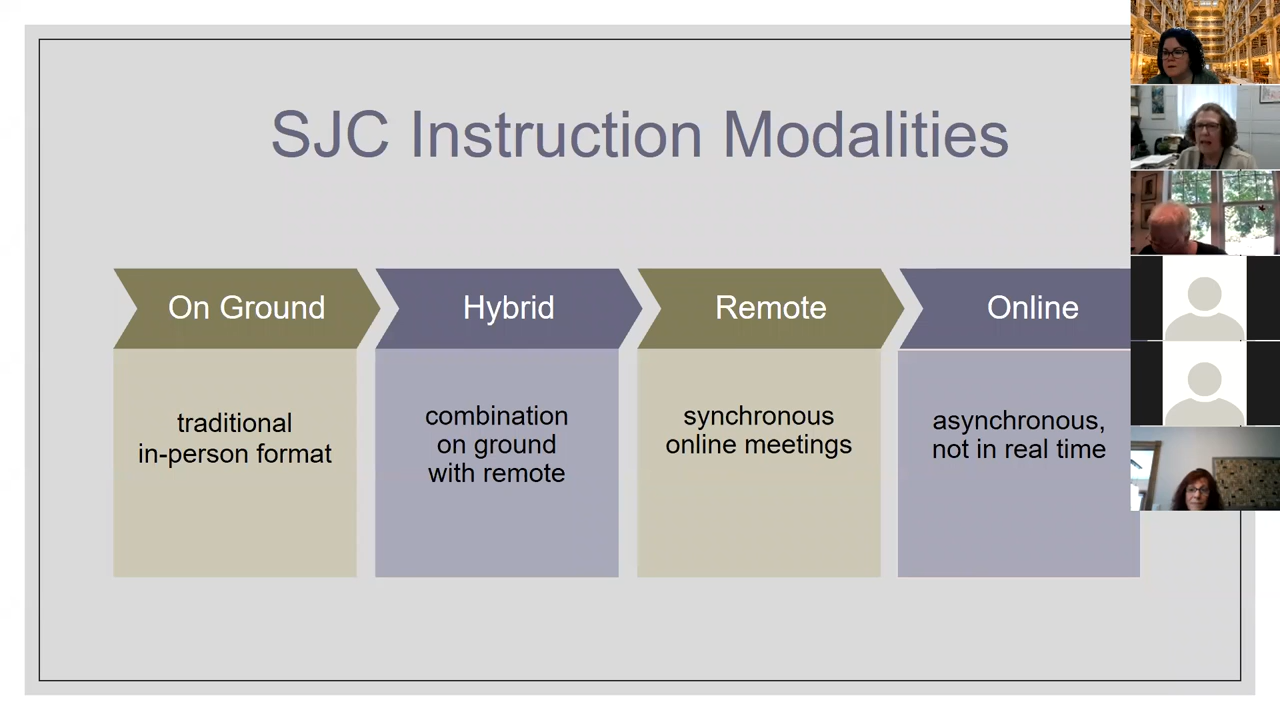 SJC Instruction Modalities
On Ground
traditional
in-person format
Hybrid
combination
on ground
with remote
Remote
synchronous
online meetings
Online
asynchronous,
not in real time